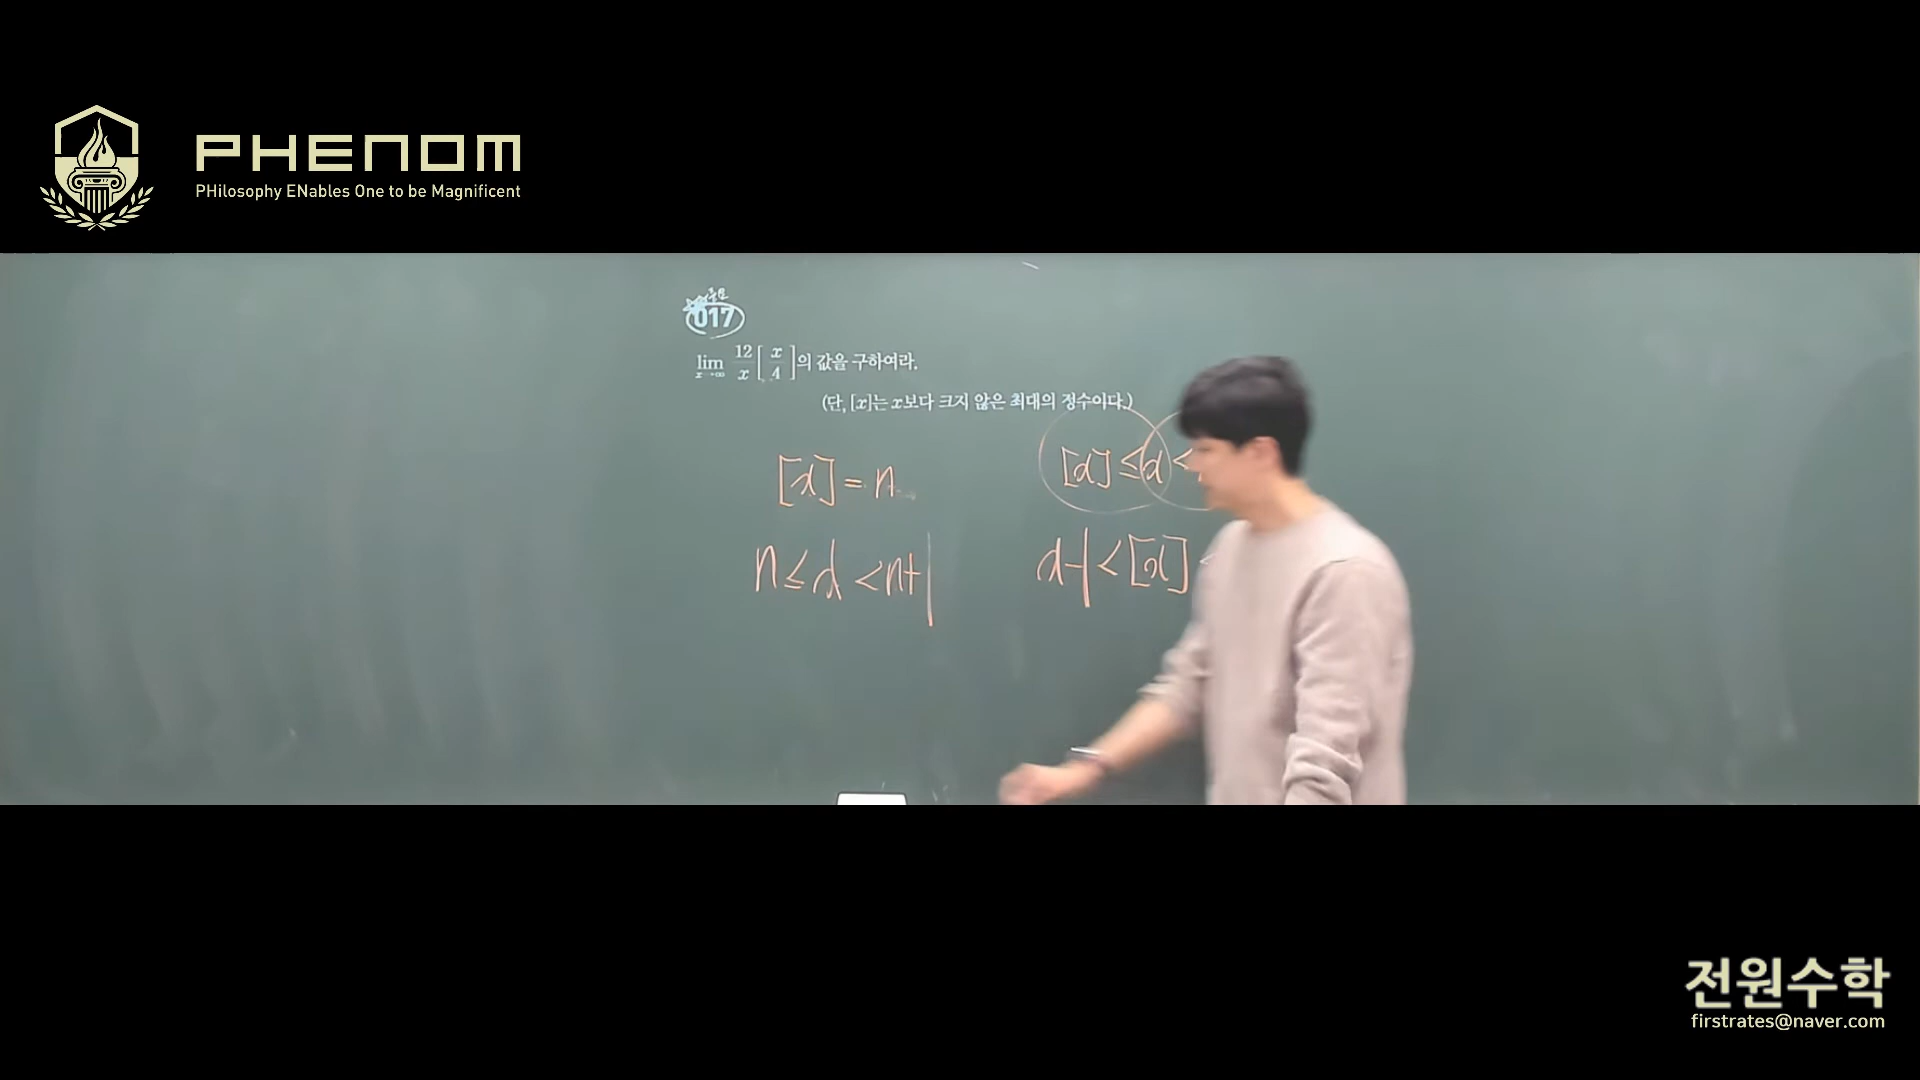 PHENOM
PHilosophy ENables One to be Magnificent
중요
017
lim x→∞ 12/x [x/4]의 값을 구하여라.
(단, [x]는 x보다 크지 않은 최대의 정수이다.)
[x] = n
[x] ≤ x <
n ≤ x < n+1
x-1 < [x]
전원수학
firstrates@naver.com